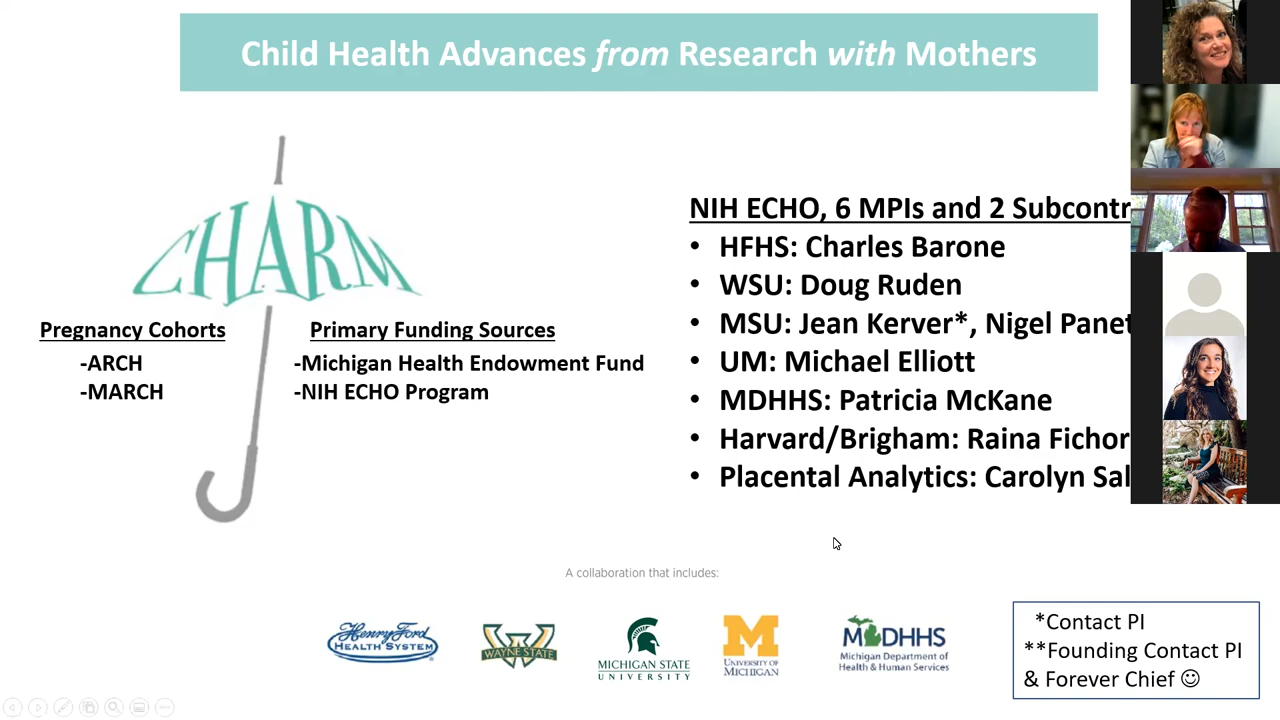 Child Health Advances from Research with Mothers
CHARM
Pregnancy Cohorts
-ARCH
-MARCH
Primary Funding Sources
-Michigan Health Endowment Fund
-NIH ECHO Program
NIH ECHO, 6 MPIs and 2
• HFHS: Charles Barone
• WSU: Doug Ruden
• MSU: Jean Kerver*, Nigel
• UM: Michael Elliott
• MDHHS: Patricia McKane
• Harvard/Brigham: Raina
• Placental Analytics: Carolyn
A collaboration that includes:
Henry Ford
HEALTH SYSTEM
WAYNE STATE
MICHIGAN STATE
UNIVERSITY
UNIVERSITY OF
MICHIGAN
MDHHS
Michigan Department of
Health & Human Services
*Contact PI
**Founding Contact PI
& Forever Chief ☺